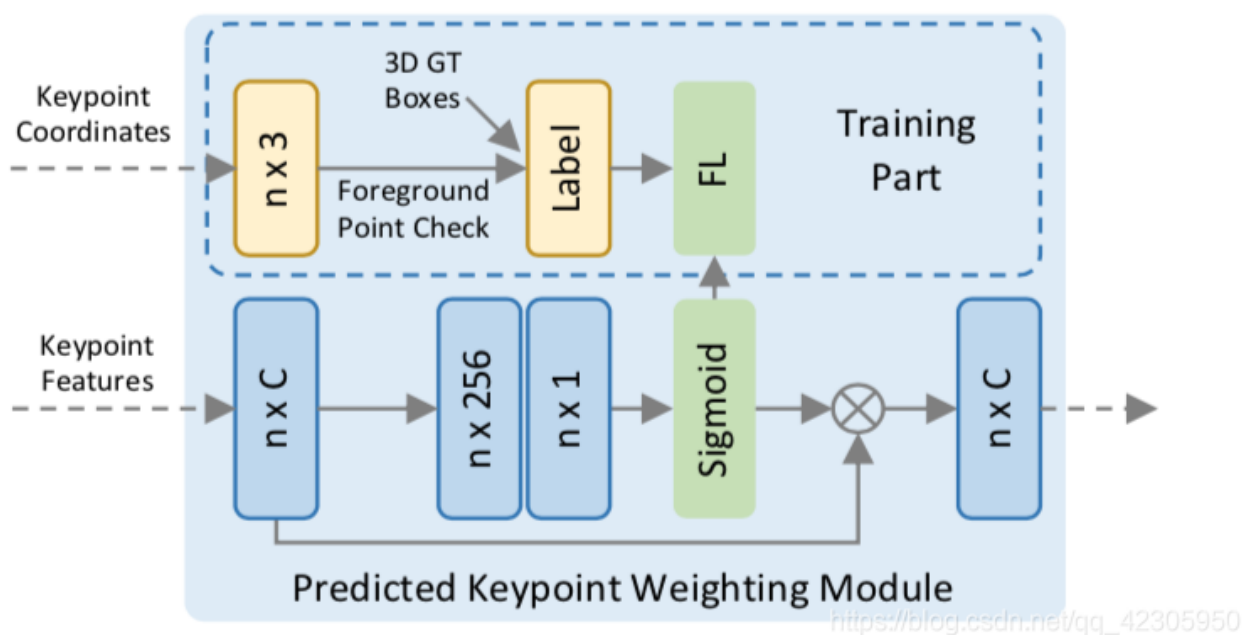 3D GT
Boxes
Keypoint
Coordinates
n x 3
Foreground
Point Check
Label
FL
Training
Part
Keypoint
Features
n x C
n x 256
n x 1
Sigmoid
n x C
Predicted Keypoint Weighting Module
https://blog.csdn.net/qq_42305950